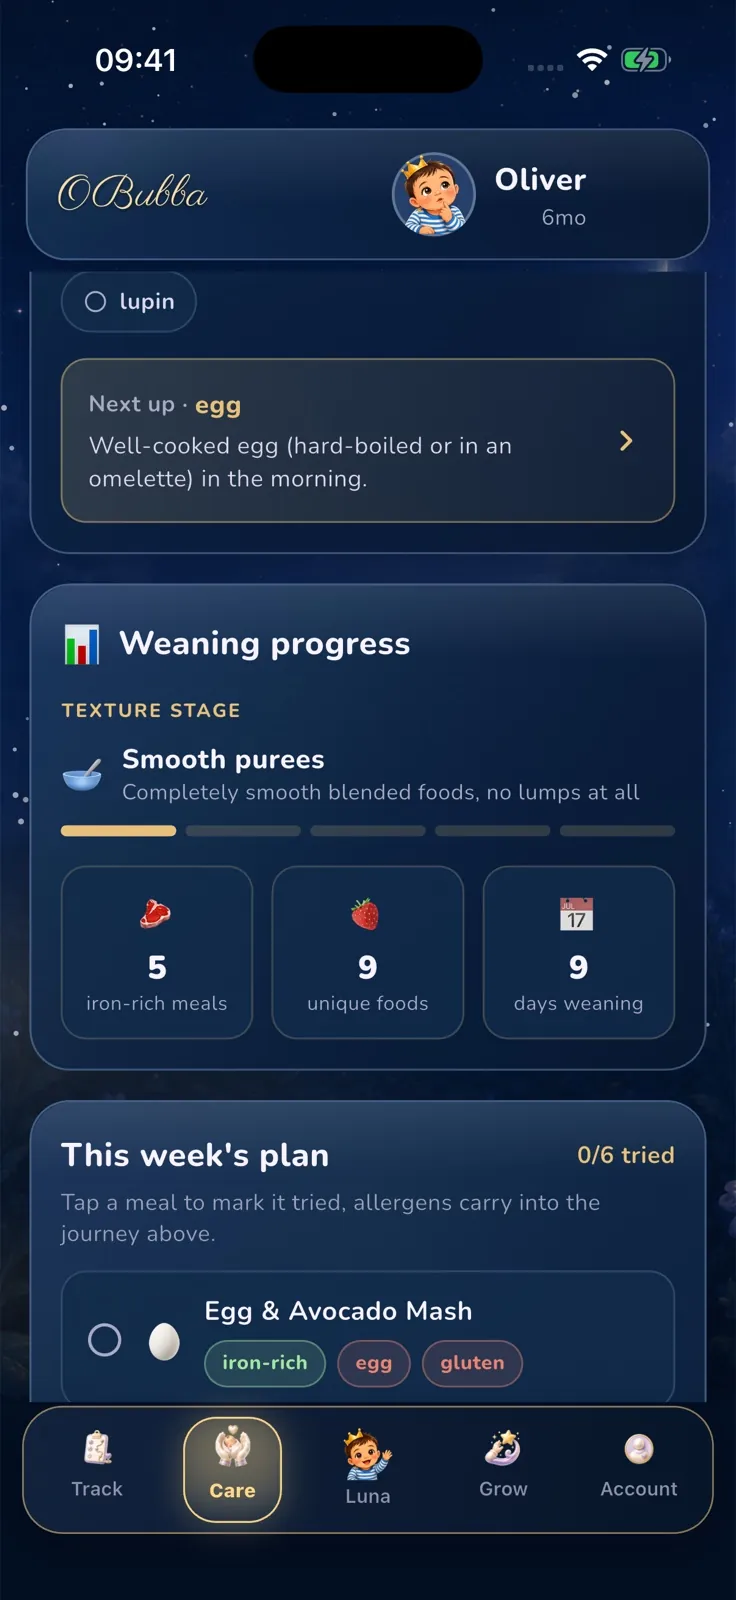 09:41
OBubba
Oliver
6mo
lupin
Next up · egg
Well-cooked egg (hard-boiled or in an
omelette) in the morning.
Weaning progress
TEXTURE STAGE
Smooth purees
Completely smooth blended foods, no lumps at all
JUL
17
5
9
9
iron-rich meals
unique foods
days weaning
This week's plan
0/6 tried
Tap a meal to mark it tried, allergens carry into the
journey above.
Egg & Avocado Mash
iron-rich
egg
gluten
Track
Care
Luna
Grow
Account